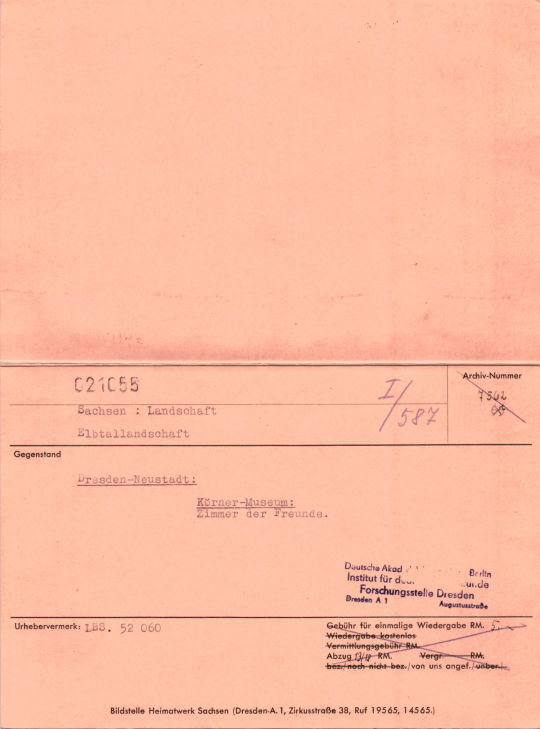 021055
I/587
Archiv-Nummer
Sachsen : Landschaft
Elbtallandschaft
Gegenstand
Dresden-Neustadt:
Körner-Museum:
Zimmer der Freunde.
Deutsche Akad Berlin
Institut für
Forschungsstelle Dresden
Dresden A 1 Augustusstraße
Urhebervermerk: LBS. 52 060
Gebühr für einmalige Wiedergabe RM. 5.-
Wiedergabe kostenlos
Vermittlungsgebühr RM.
Abzug RM. Vergr. RM.
bez./noch nicht bez./von uns angef./unber.
Bildstelle Heimatwerk Sachsen (Dresden-A. 1, Zirkusstraße 38, Ruf 19565, 14565.)